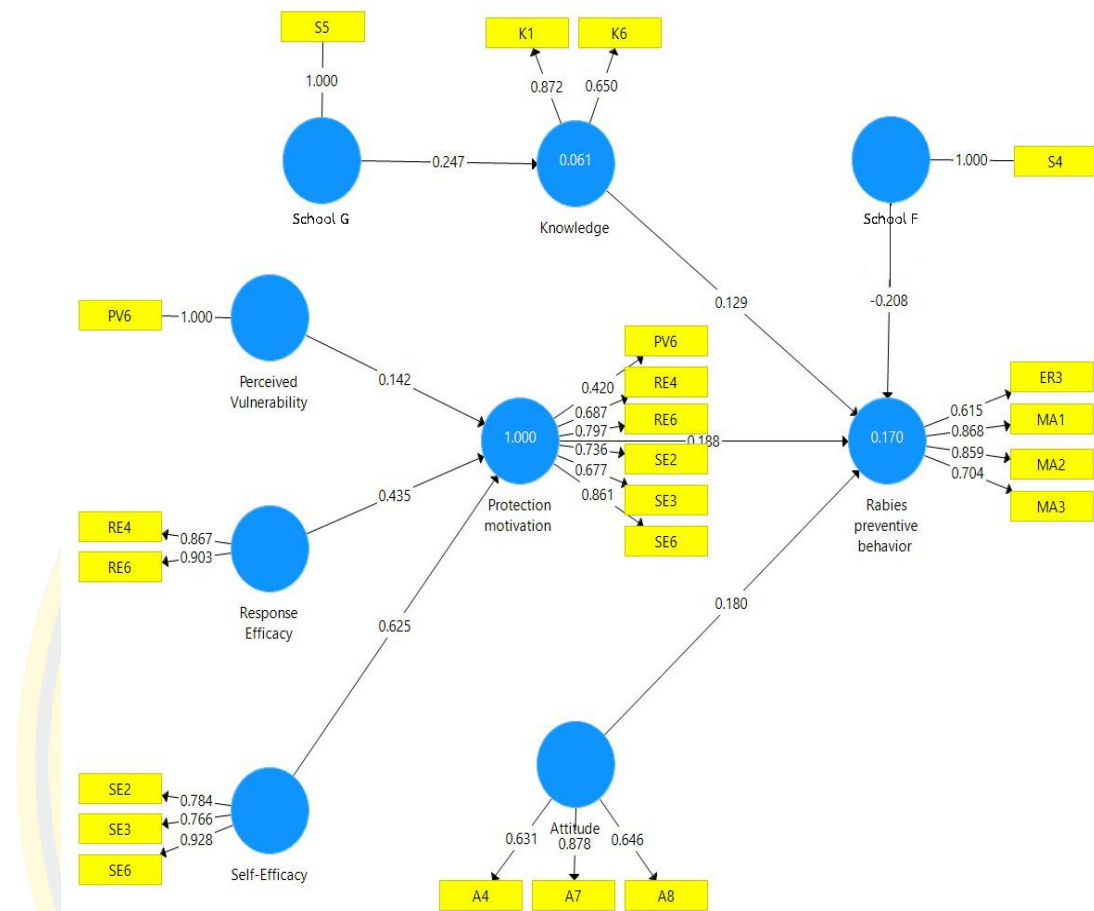 S5
K1
K6
1.000
0.872
0.650
0.247
0.061
1.000
S4
School G
Knowledge
School F
PV6
1.000
0.129
-0.208
Perceived
Vulnerability
0.142
PV6
0.420
RE4
0.687
RE6
0.797
0.736
SE2
0.677
SE3
0.861
SE6
1.000
0.188
Protection
motivation
0.170
ER3
0.615
MA1
0.868
0.859
MA2
0.704
MA3
Rabies
preventive
behavior
0.435
RE4
0.867
RE6
0.903
Response
Efficacy
0.625
0.180
SE2
0.784
SE3
0.766
SE6
0.928
Self-Efficacy
Attitude
0.631
0.878
0.646
A4
A7
A8